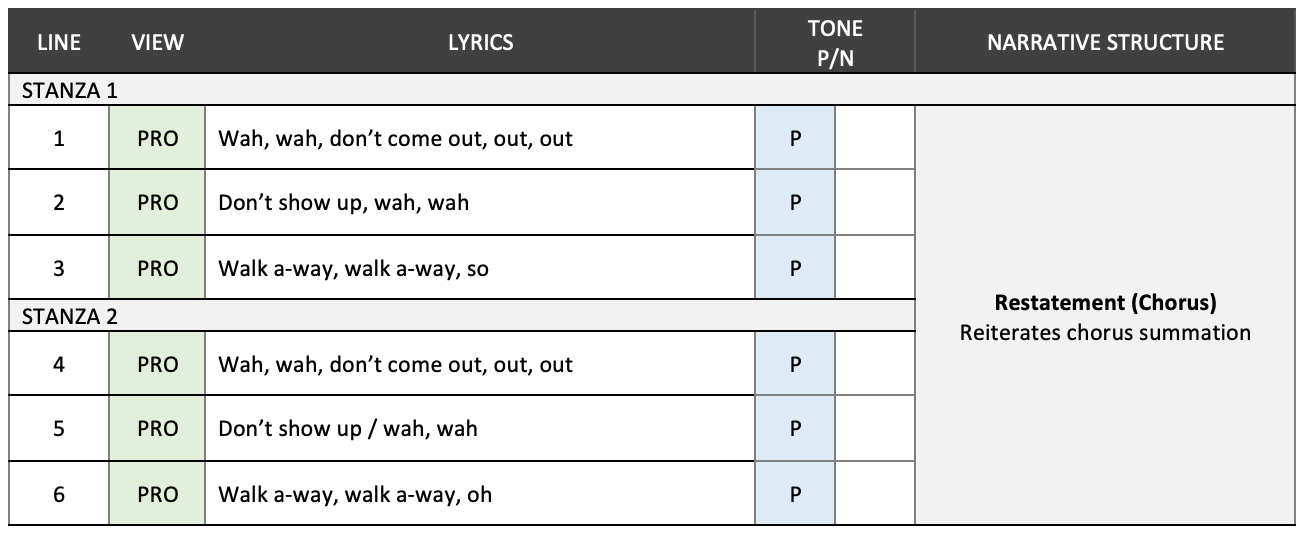 LINE VIEW LYRICS TONE P/N NARRATIVE STRUCTURE
STANZA 1
1 PRO Wah, wah, don’t come out, out, out P
2 PRO Don’t show up, wah, wah P
3 PRO Walk a-way, walk a-way, so P
STANZA 2
4 PRO Wah, wah, don’t come out, out, out P
5 PRO Don’t show up / wah, wah P
6 PRO Walk a-way, walk a-way, oh P
Restatement (Chorus)
Reiterates chorus summation